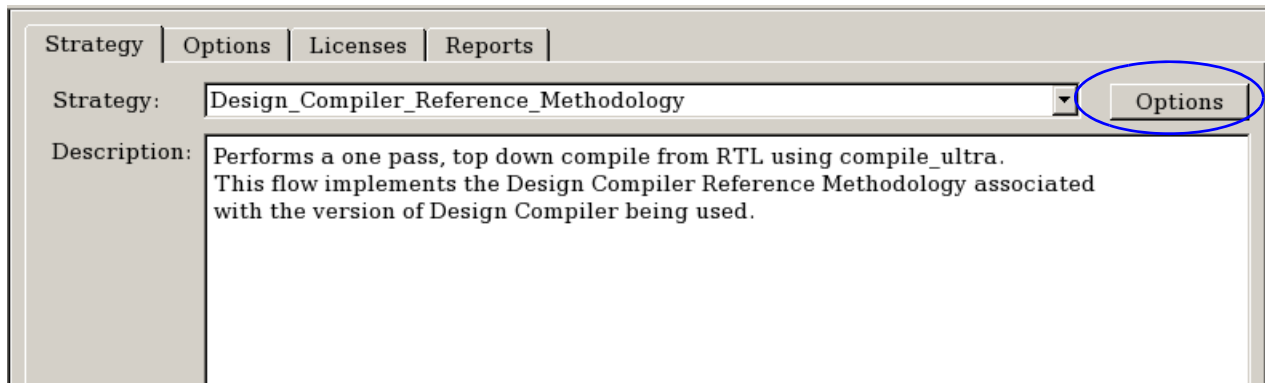 Strategy Options Licenses Reports
Strategy: Design_Compiler_Reference_Methodology Options
Description: Performs a one pass, top down compile from RTL using compile_ultra.
This flow implements the Design Compiler Reference Methodology associated
with the version of Design Compiler being used.